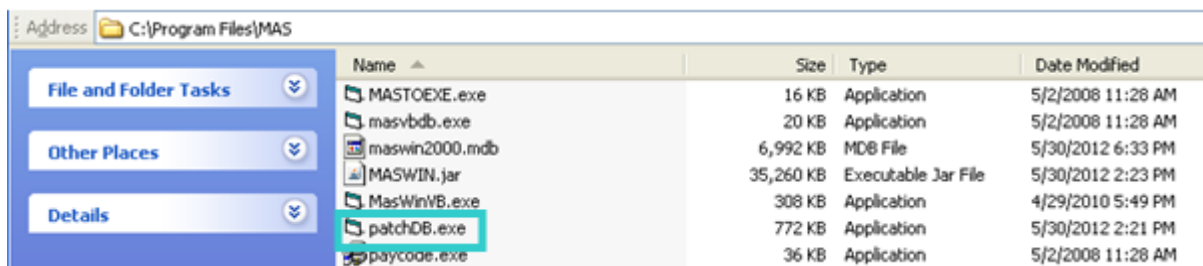 Address C:\Program Files\MAS
Name Size Type Date Modified
File and Folder Tasks
Other Places
Details
MASTOEXE.exe 16 KB Application 5/2/2008 11:28 AM
masvbdb.exe 20 KB Application 5/2/2008 11:28 AM
maswin2000.mdb 6,992 KB MDB File 5/30/2012 6:33 PM
MASWIN.jar 35,260 KB Executable Jar File 5/30/2012 2:23 PM
MasWinVB.exe 308 KB Application 4/29/2010 5:49 PM
patchDB.exe 772 KB Application 5/30/2012 2:21 PM
paycode.exe 36 KB Application 5/2/2008 11:28 AM